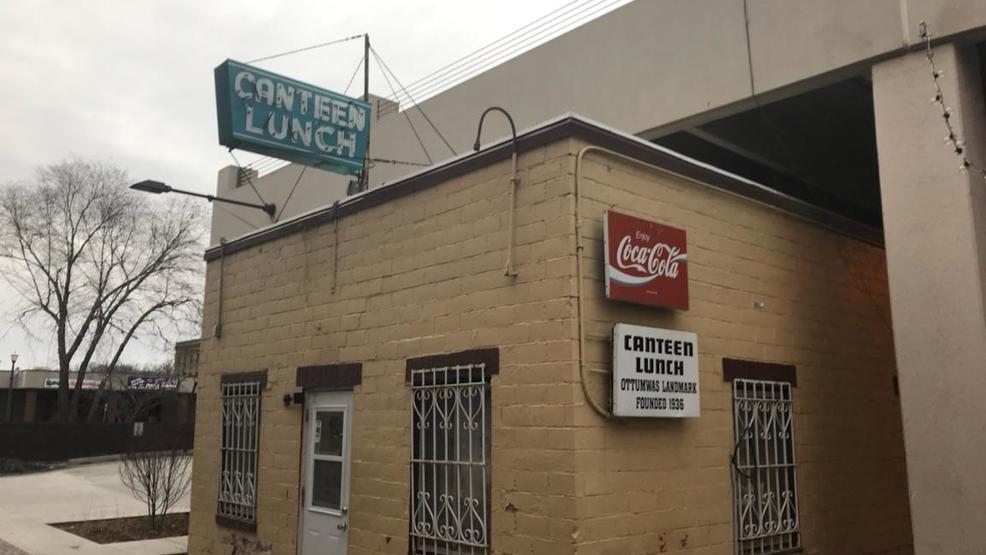 CANTEEN
LUNCH
Enjoy
Coca-Cola
CANTEEN
LUNCH
OTTUMWAS LANDMARK
FOUNDED 1936